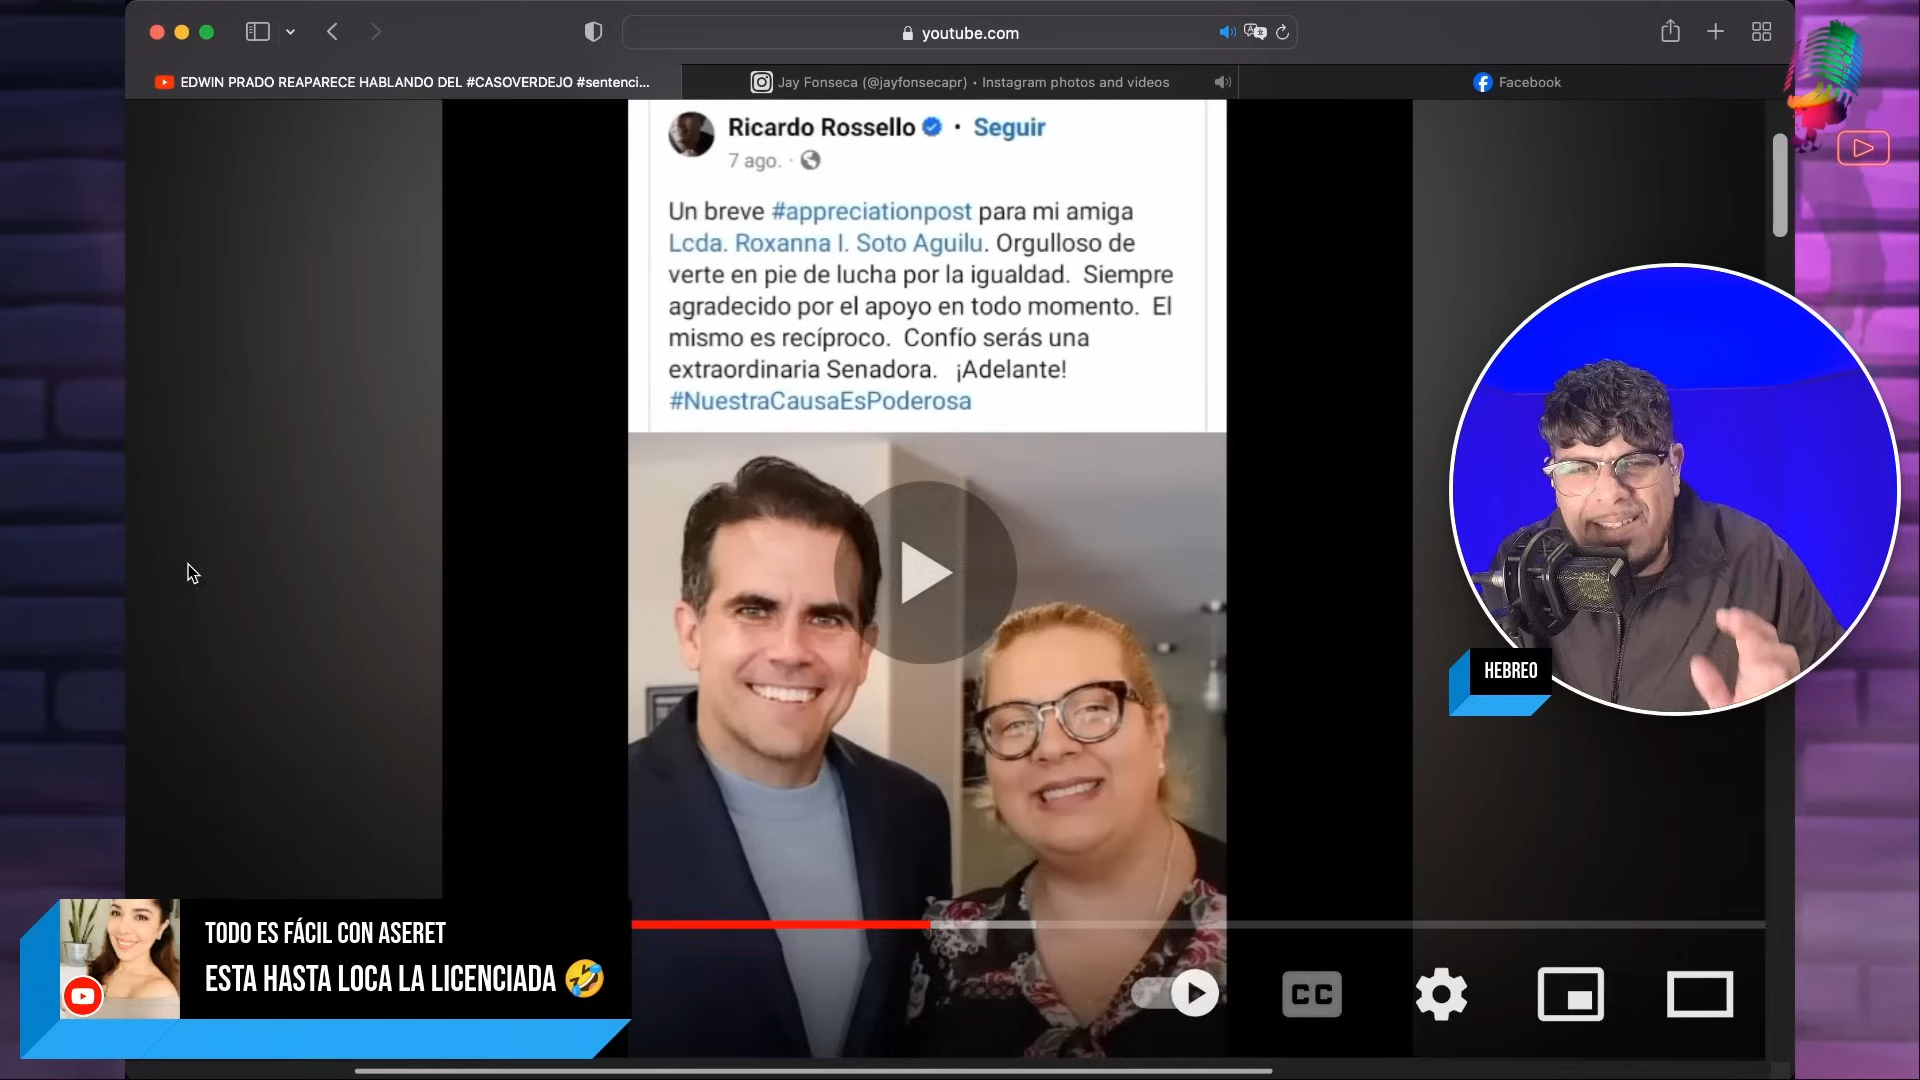 youtube.com
EDWIN PRADO REAPARECE HABLANDO DEL #CASOVERDEJO #sentenci...
Jay Fonseca (@jayfonsecapr) • Instagram photos and videos
Facebook
Ricardo Rossello · Seguir
7 ago. ·
Un breve #appreciationpost para mi amiga
Lcda. Roxanna I. Soto Aguilu. Orgulloso de
verte en pie de lucha por la igualdad. Siempre
agradecido por el apoyo en todo momento. El
mismo es recíproco. Confío serás una
extraordinaria Senadora. ¡Adelante!
#NuestraCausaEsPoderosa
HEBREO
TODO ES FÁCIL CON ASERET
ESTA HASTA LOCA LA LICENCIADA 🤣
CC